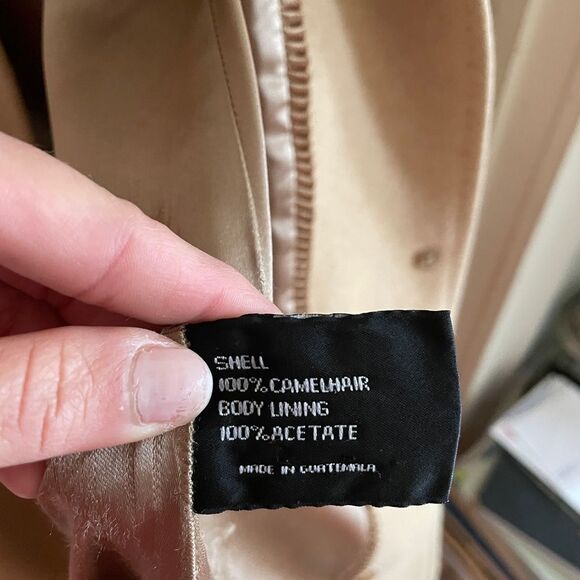 SHELL
100% CAMELHAIR
BODY LINING
100% ACETATE
MADE IN GUATEMALA